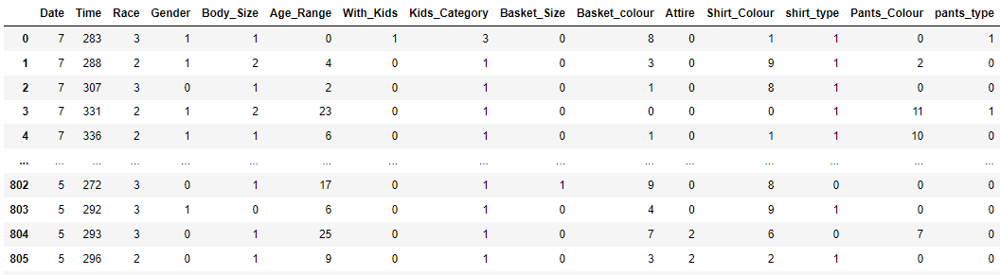 Date Time Race Gender Body_Size Age_Range With_Kids Kids_Category Basket_Size Basket_colour Attire Shirt_Colour shirt_type Pants_Colour pants_type
0 7 283 3 1 1 0 1 3 0 8 0 1 1 0 1
1 7 288 2 1 2 4 0 1 0 3 0 9 1 2 0
2 7 307 3 0 1 2 0 1 0 1 0 8 1 0 0
3 7 331 2 1 2 23 0 1 0 0 0 0 1 11 1
4 7 336 2 1 1 6 0 1 0 1 0 1 1 10 0
... ... ... ... ... ... ... ... ... ... ... ... ... ... ... ...
802 5 272 3 0 1 17 0 1 1 9 0 8 0 0 0
803 5 292 3 1 0 6 0 1 0 4 0 9 1 0 0
804 5 293 3 0 1 25 0 1 0 7 2 6 0 7 0
805 5 296 2 0 1 9 0 1 0 3 2 2 1 0 0